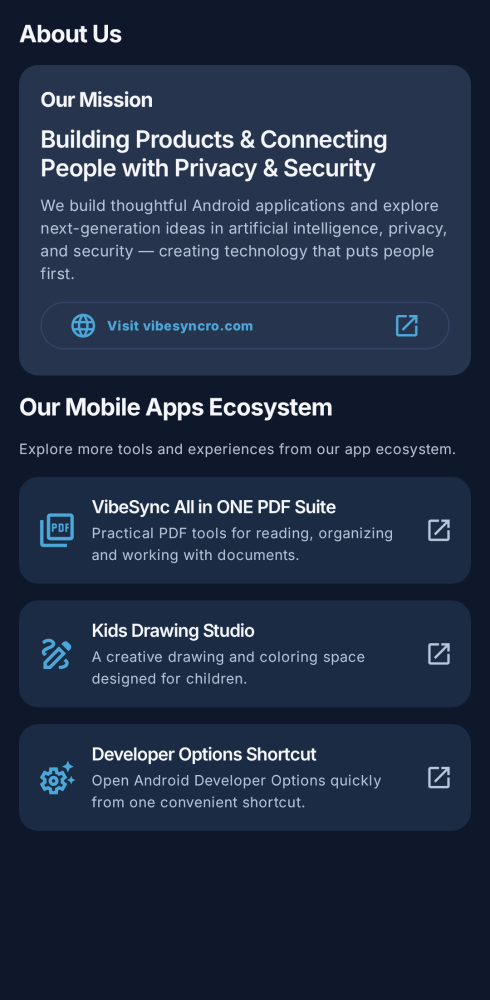 About Us
Our Mission
Building Products & Connecting
People with Privacy & Security
We build thoughtful Android applications and explore
next-generation ideas in artificial intelligence, privacy,
and security — creating technology that puts people
first.
Visit vibesyncro.com
Our Mobile Apps Ecosystem
Explore more tools and experiences from our app ecosystem.
PDF
VibeSync All in ONE PDF Suite
Practical PDF tools for reading, organizing
and working with documents.
Kids Drawing Studio
A creative drawing and coloring space
designed for children.
Developer Options Shortcut
Open Android Developer Options quickly
from one convenient shortcut.